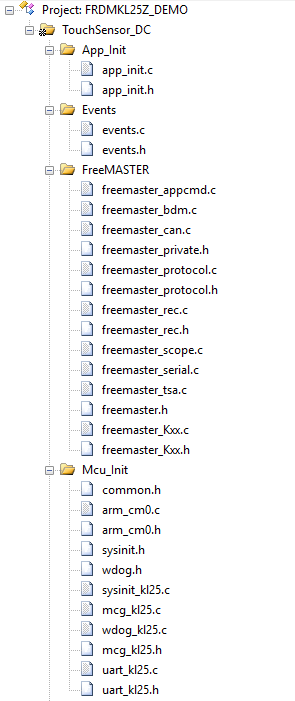 Project: FRDMKL25Z_DEMO
TouchSensor_DC
App_Init
app_init.c
app_init.h
Events
events.c
events.h
FreeMASTER
freemaster_appcmd.c
freemaster_bdm.c
freemaster_can.c
freemaster_private.h
freemaster_protocol.c
freemaster_protocol.h
freemaster_rec.c
freemaster_rec.h
freemaster_scope.c
freemaster_serial.c
freemaster_tsa.c
freemaster.h
freemaster_Kxx.c
freemaster_Kxx.h
Mcu_Init
common.h
arm_cm0.c
arm_cm0.h
sysinit.h
wdog.h
sysinit_kl25.c
mcg_kl25.c
wdog_kl25.c
mcg_kl25.h
uart_kl25.c
uart_kl25.h